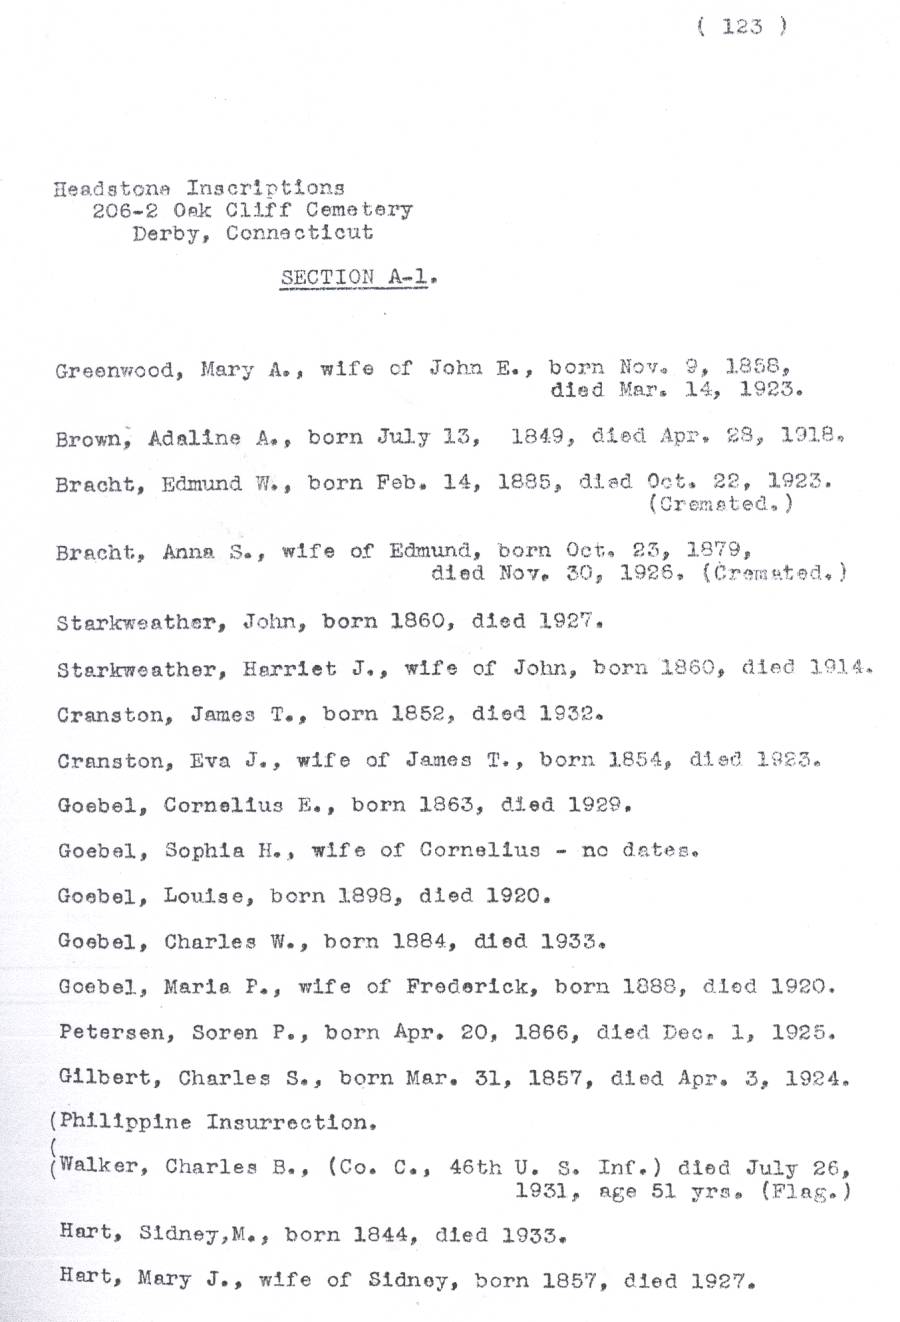 ( 123 )
Headstone Inscriptions
206-2 Oak Cliff Cemetery
Derby, Connecticut
SECTION A-1.
Greenwood, Mary A., wife of John E., born Nov. 9, 1858,
died Mar. 14, 1923.
Brown, Adaline A., born July 13, 1849, died Apr. 28, 1918.
Bracht, Edmund W., born Feb. 14, 1885, died Oct. 22, 1923.
(Cremated.)
Bracht, Anna S., wife of Edmund, born Oct. 23, 1879,
died Nov. 30, 1926. (Cremated.)
Starkweather, John, born 1860, died 1927.
Starkweather, Harriet J., wife of John, born 1860, died 1914.
Cranston, James T., born 1852, died 1932.
Cranston, Eva J., wife of James T., born 1854, died 1923.
Goebel, Cornelius E., born 1863, died 1929.
Goebel, Sophia H., wife of Cornelius - no dates.
Goebel, Louise, born 1898, died 1920.
Goebel, Charles W., born 1884, died 1933.
Goebel, Maria P., wife of Frederick, born 1888, died 1920.
Petersen, Soren P., born Apr. 20, 1866, died Dec. 1, 1925.
Gilbert, Charles S., born Mar. 31, 1857, died Apr. 3, 1924.
(Philippine Insurrection.
(
(Walker, Charles B., (Co. C., 46th U. S. Inf.) died July 26,
1931, age 51 yrs. (Flag.)
Hart, Sidney,M., born 1844, died 1933.
Hart, Mary J., wife of Sidney, born 1857, died 1927.